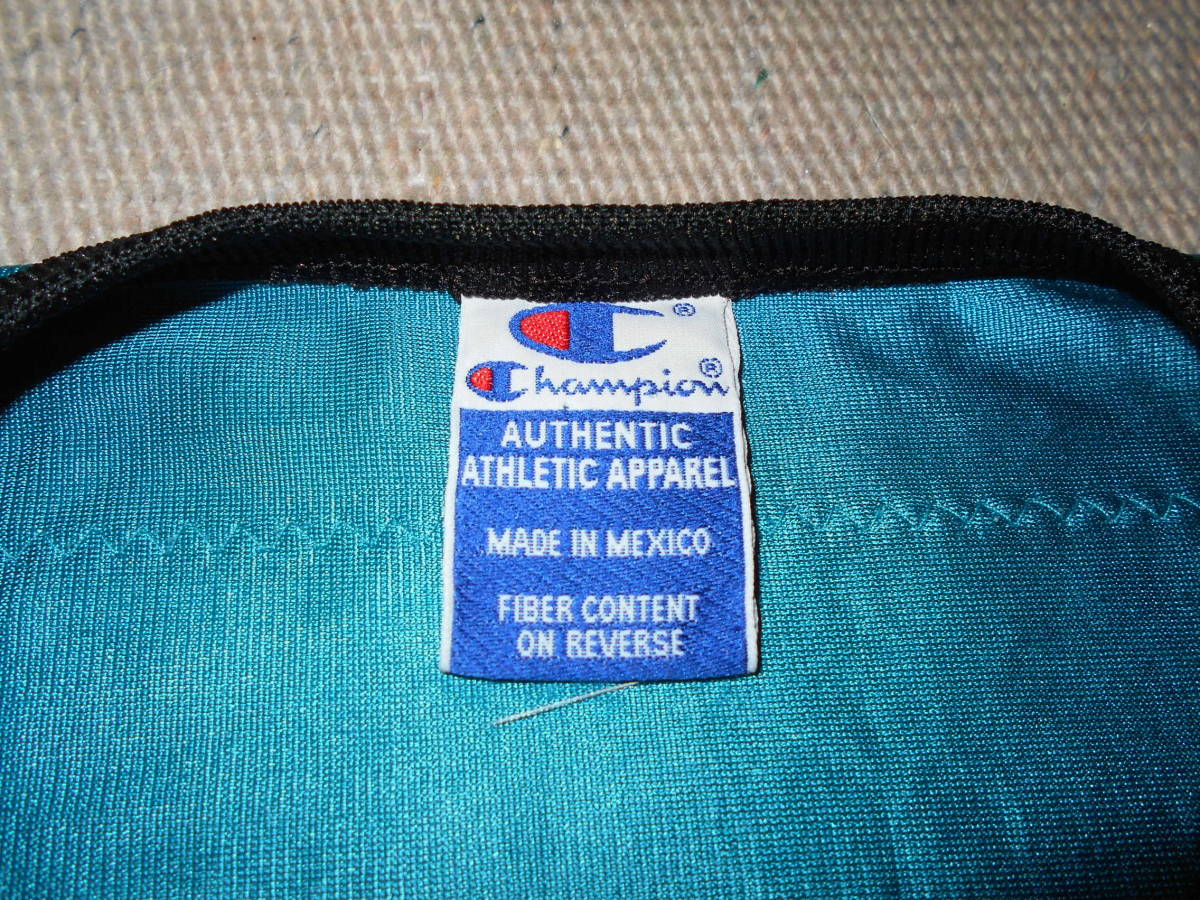 ®
Champion®
AUTHENTIC
ATHLETIC APPAREL
MADE IN MEXICO
FIBER CONTENT
ON REVERSE